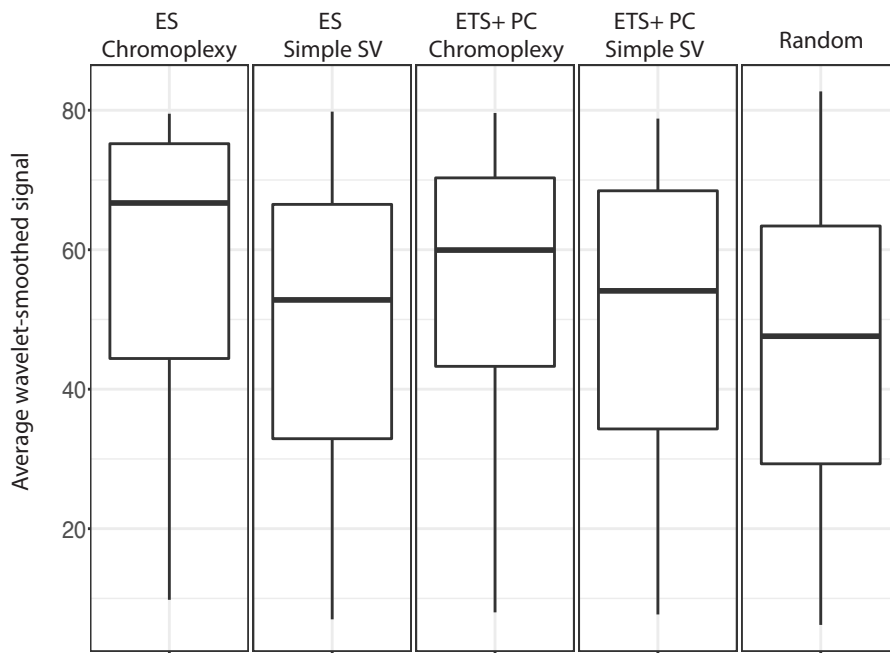 ES
Chromoplexy
ES
Simple SV
ETS+ PC
Chromoplexy
ETS+ PC
Simple SV
Random
Average wavelet-smoothed signal
80
60
40
20